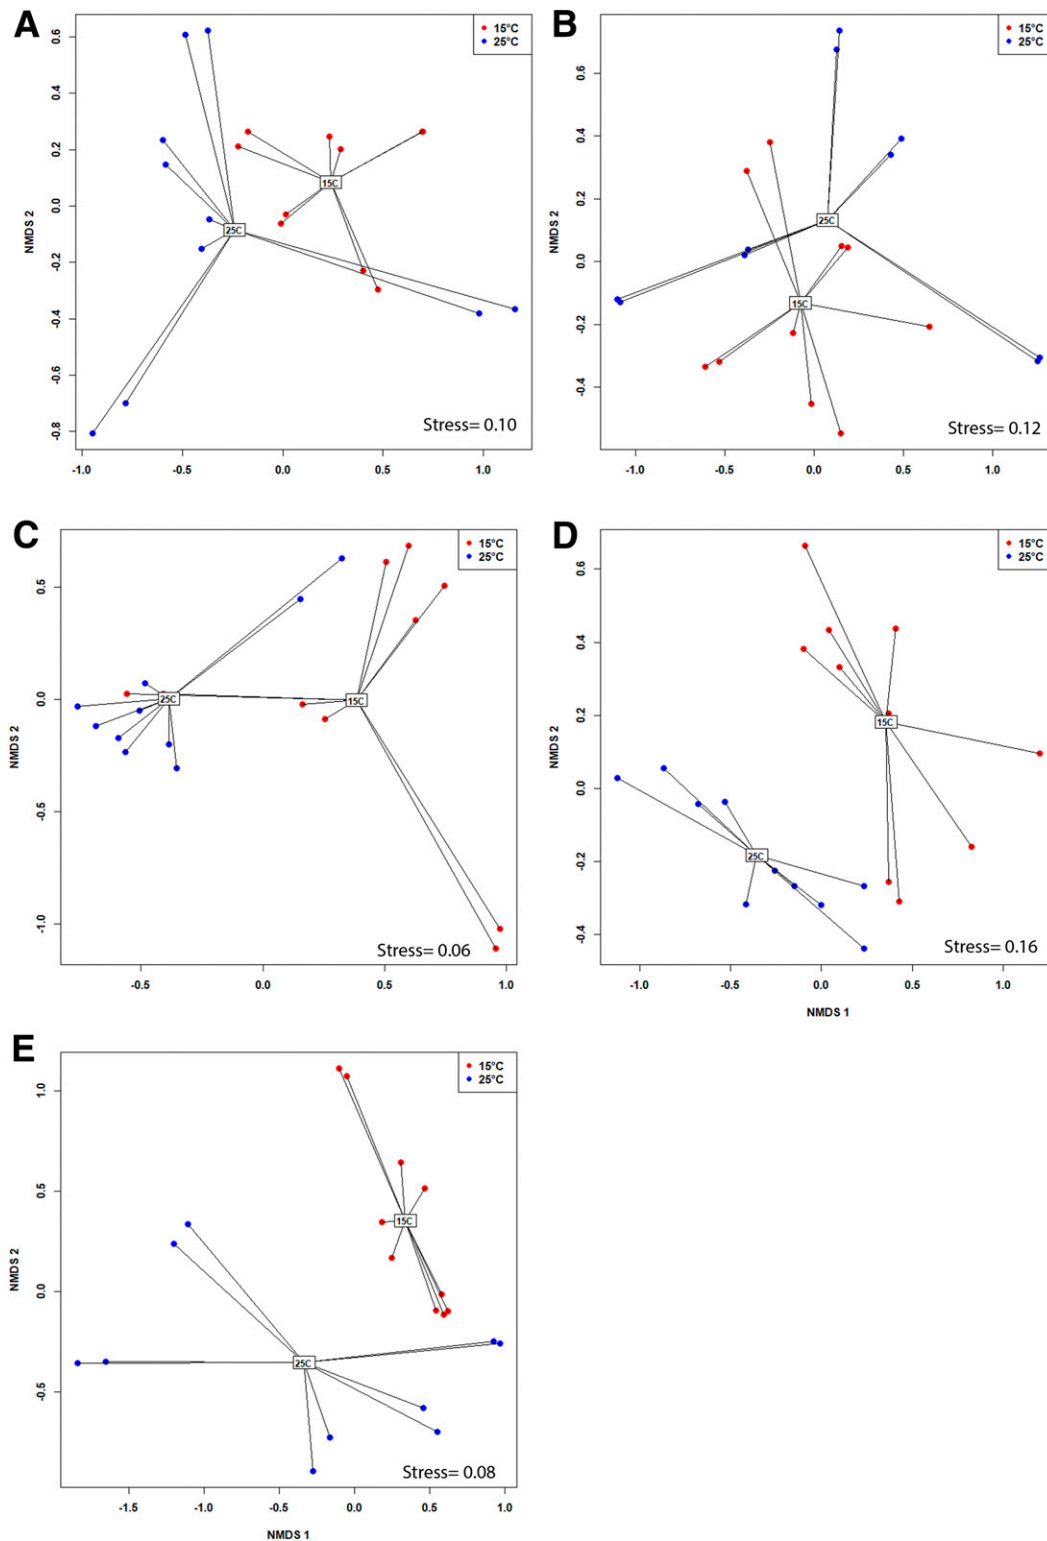 A
15°C
25°C
NMDS 2
0.6
0.4
0.2
0.0
-0.2
-0.4
-0.6
-0.8
15C
25C
Stress= 0.10
-1.0 -0.5 0.0 0.5 1.0
B
15°C
25°C
NMDS 2
0.6
0.4
0.2
0.0
-0.2
-0.4
25C
15C
Stress= 0.12
-1.0 -0.5 0.0 0.5 1.0
C
15°C
25°C
NMDS 2
0.5
0.0
-0.5
-1.0
25C
15C
Stress= 0.06
-0.5 0.0 0.5 1.0
D
15°C
25°C
NMDS 2
0.6
0.4
0.2
0.0
-0.2
-0.4
15C
25C
Stress= 0.16
-1.0 -0.5 0.0 0.5 1.0
NMDS 1
E
15°C
25°C
NMDS 2
1.0
0.5
0.0
-0.5
15C
25C
Stress= 0.08
-1.5 -1.0 -0.5 0.0 0.5 1.0
NMDS 1